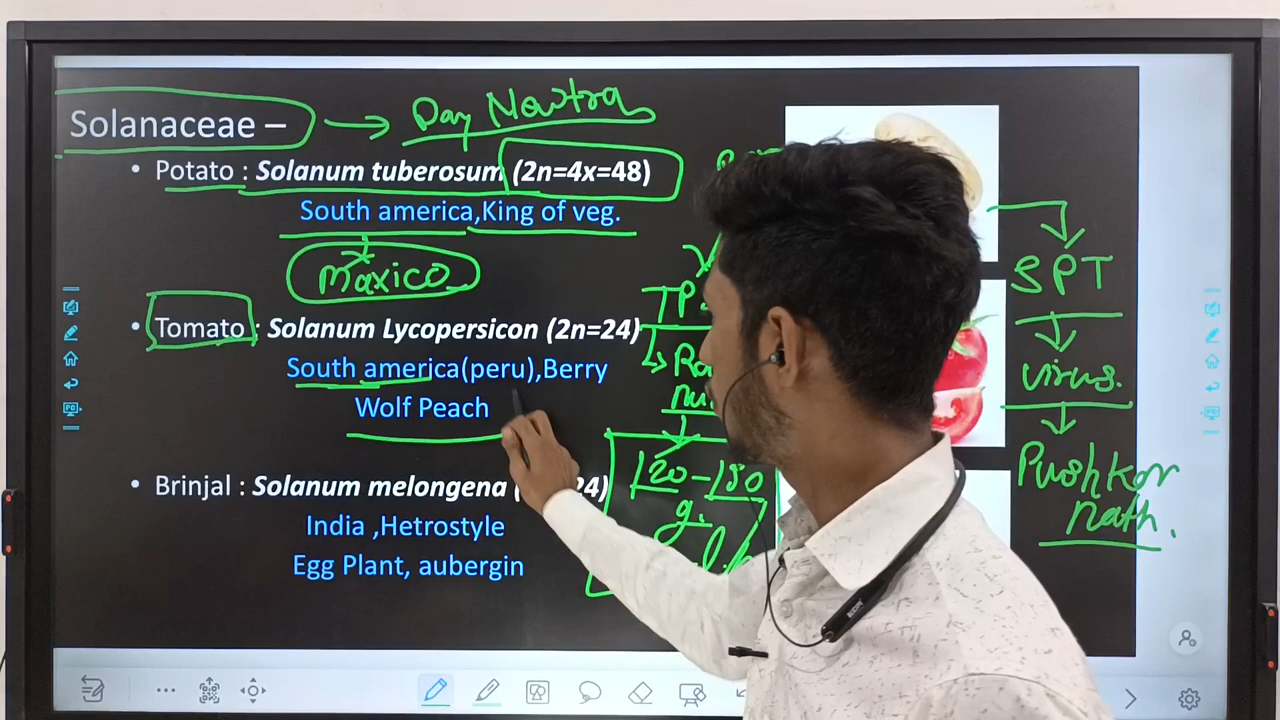 Solanaceae – → Day Newtra
• Potato : Solanum tuberosum (2n=4x=48)
South america,King of veg.
maxico
• Tomato : Solanum Lycopersicon (2n=24)
South america(peru),Berry
Wolf Peach
• Brinjal : Solanum melongena ( 24)
India ,Hetrostyle
Egg Plant, aubergin
120-150
g.
SPT
virus.
Pushkar
nath.